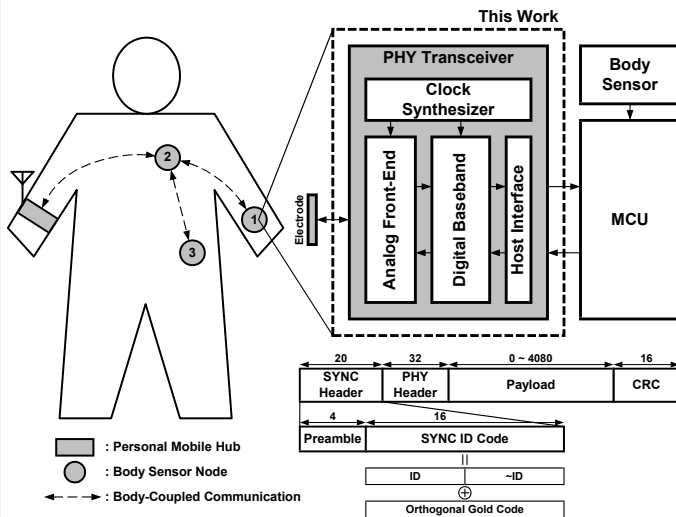 This Work
PHY Transceiver
Clock
Synthesizer
Analog Front-End
Digital Baseband
Host Interface
Electrode
Body
Sensor
MCU
1
2
3
20
32
0 ~ 4080
16
SYNC
Header
PHY
Header
Payload
CRC
4
16
Preamble
SYNC ID Code
ID
~ID
Orthogonal Gold Code
: Personal Mobile Hub
: Body Sensor Node
: Body-Coupled Communication